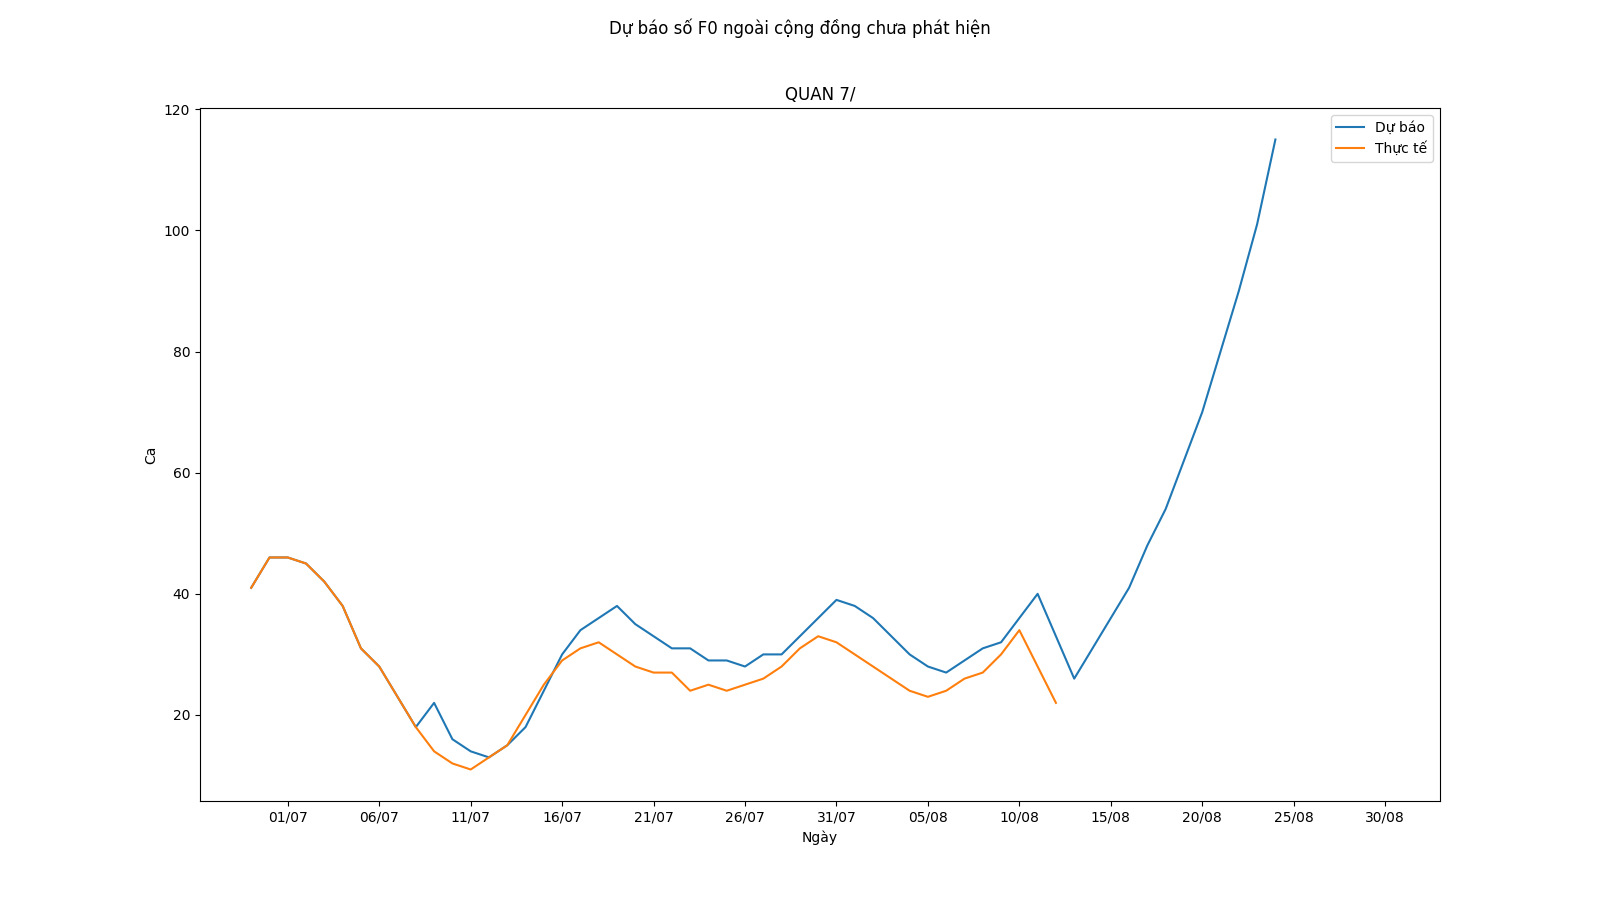 Dự báo số F0 ngoài cộng đồng chưa phát hiện
QUAN 7/
Dự báo
Thực tế
120
100
80
60
40
20
Ca
01/07 06/07 11/07 16/07 21/07 26/07 31/07 05/08 10/08 15/08 20/08 25/08 30/08
Ngày